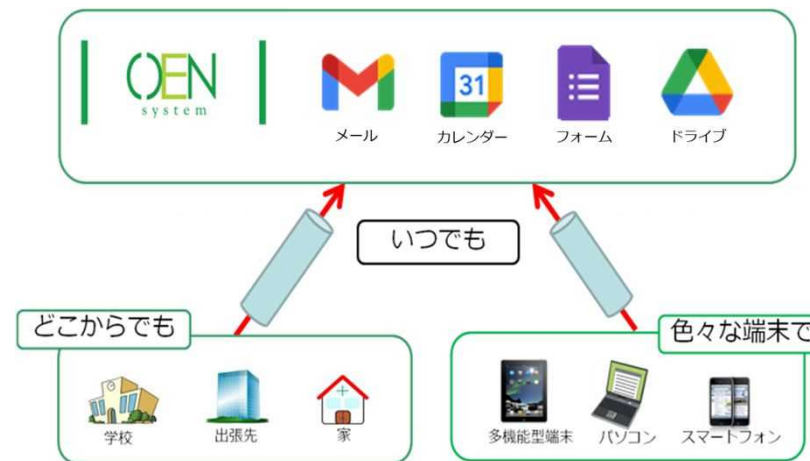 OEN
system
31
メール
カレンダー
フォーム
ドライブ
いつでも
どこからでも
色々な端末で
学校
出張先
家
多機能型端末
パソコン
スマートフォン